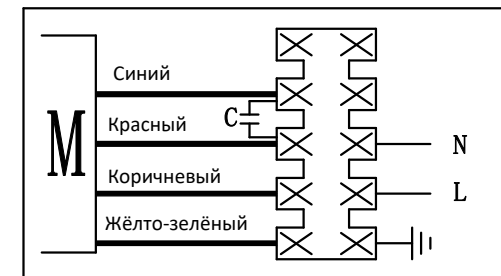 Синий
C
Красный
N
M
Коричневый
L
Жёлто-зелёный